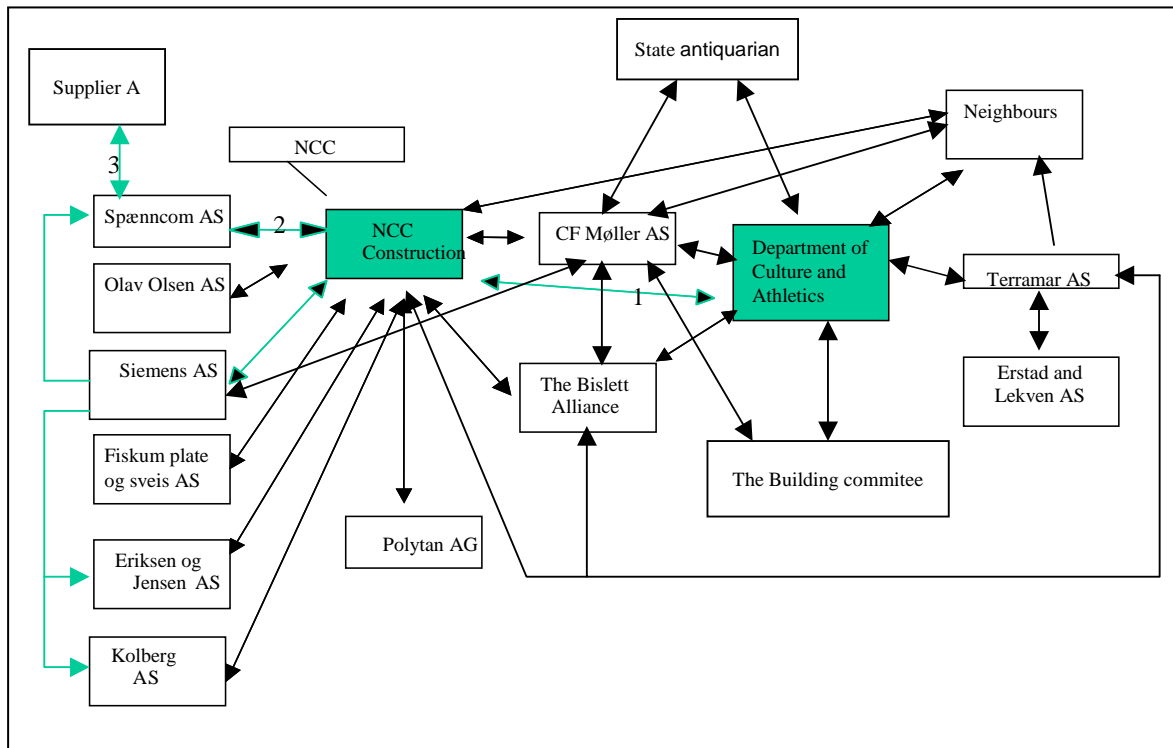 State antiquarian
Supplier A
Neighbours
NCC
3
Spænncom AS
2
NCC
Construction
CF Møller AS
Department of
Culture and
Athletics
Olav Olsen AS
1
Terramar AS
Siemens AS
The Bislett
Alliance
Erstad and
Lekven AS
Fiskum plate
og sveis AS
The Building commitee
Polytan AG
Eriksen og
Jensen AS
Kolberg
AS